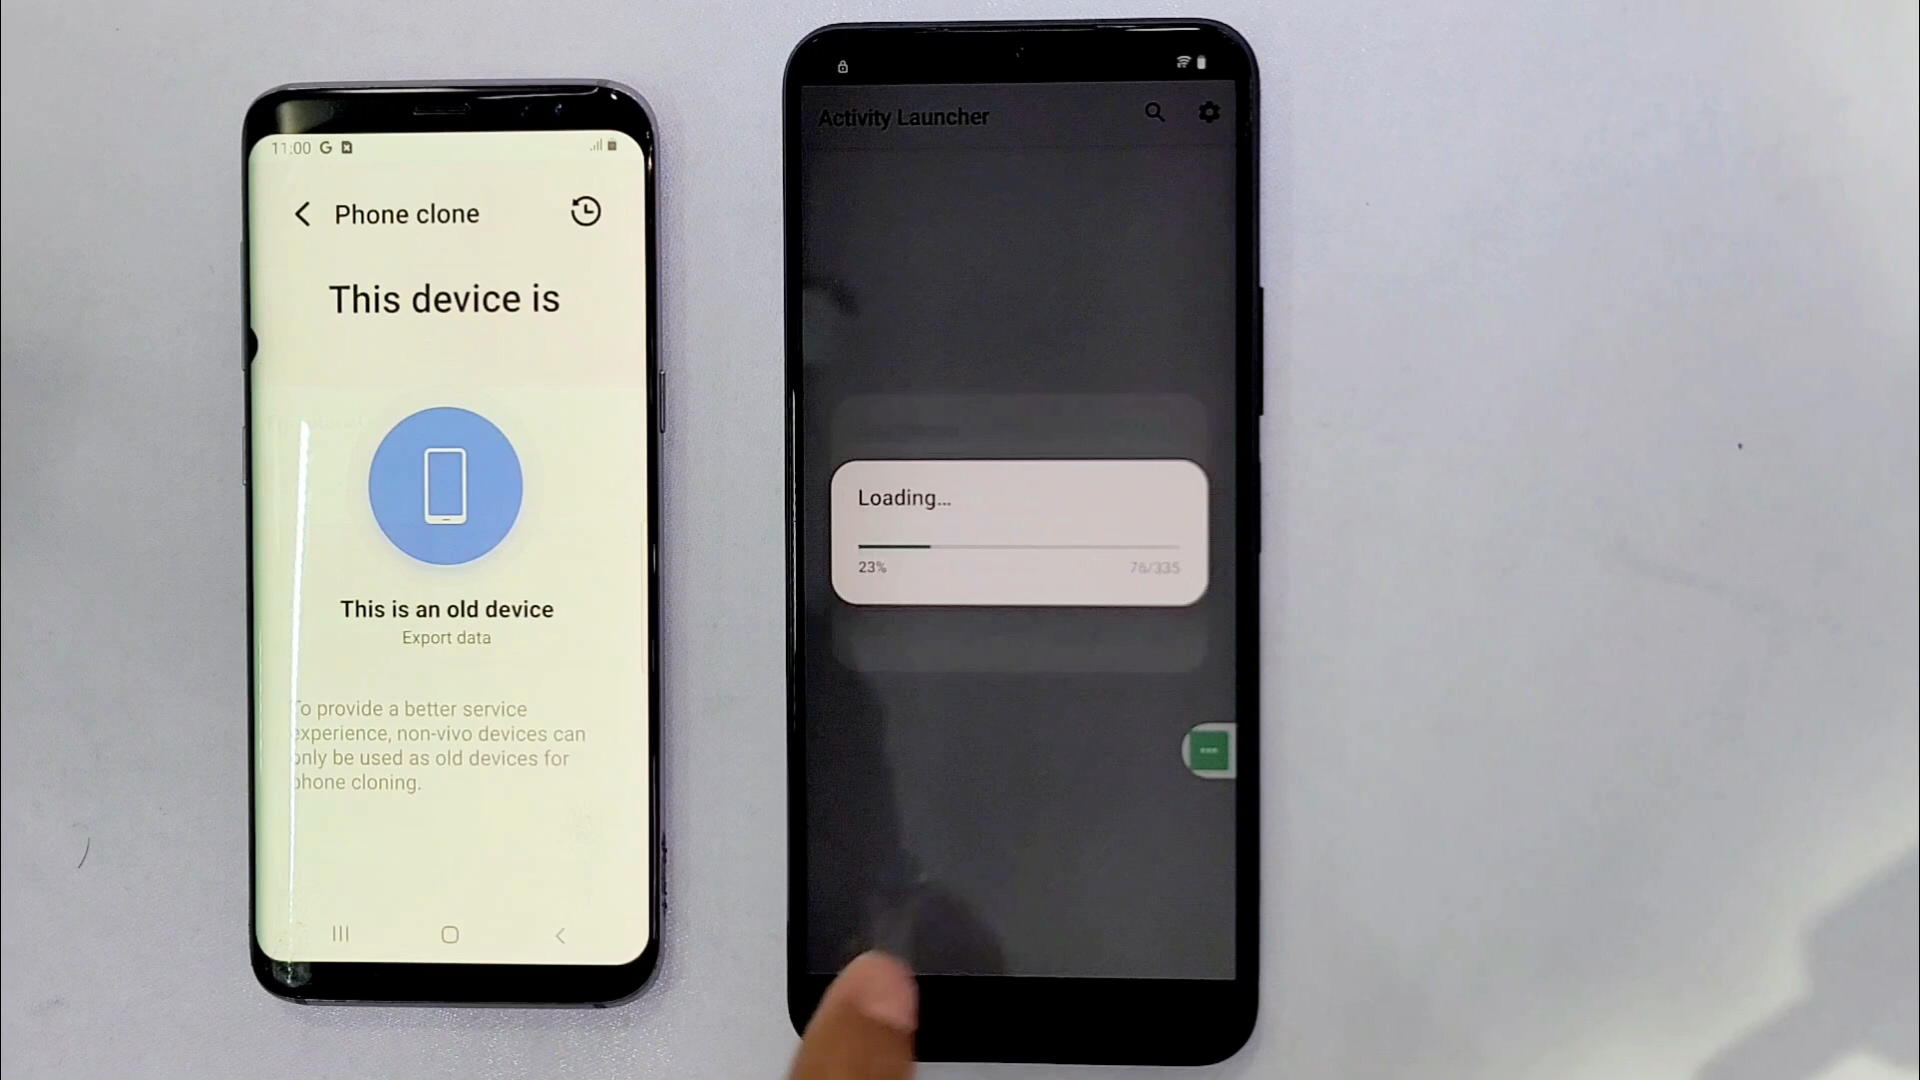 11:00 G
Phone clone
This device is
This is an old device
Export data
To provide a better service
experience, non-vivo devices can
only be used as old devices for
phone cloning.
Activity Launcher
Loading...
23% 76/335